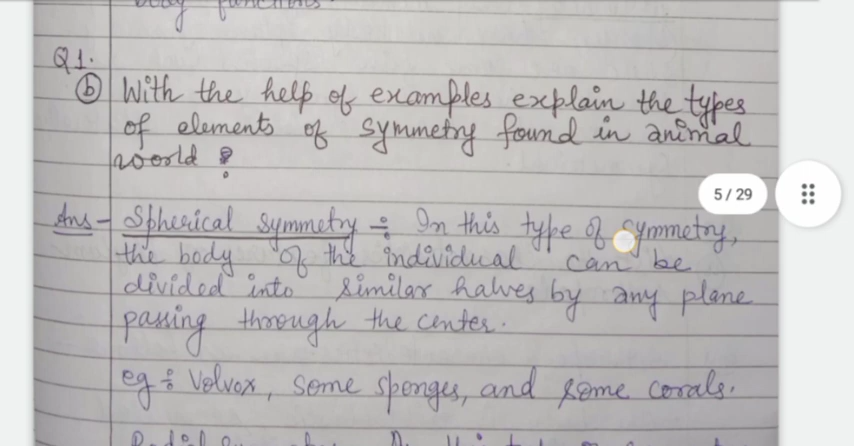 body functions.
Q1.
(b) With the help of examples explain the types
of elements of symmetry found in animal
world ?
5 / 29
Ans - Spherical symmetry ÷ In this type of symmetry,
the body of the individual can be
divided into similar halves by any plane
passing through the center.
eg ÷ Volvox, some sponges, and some corals.